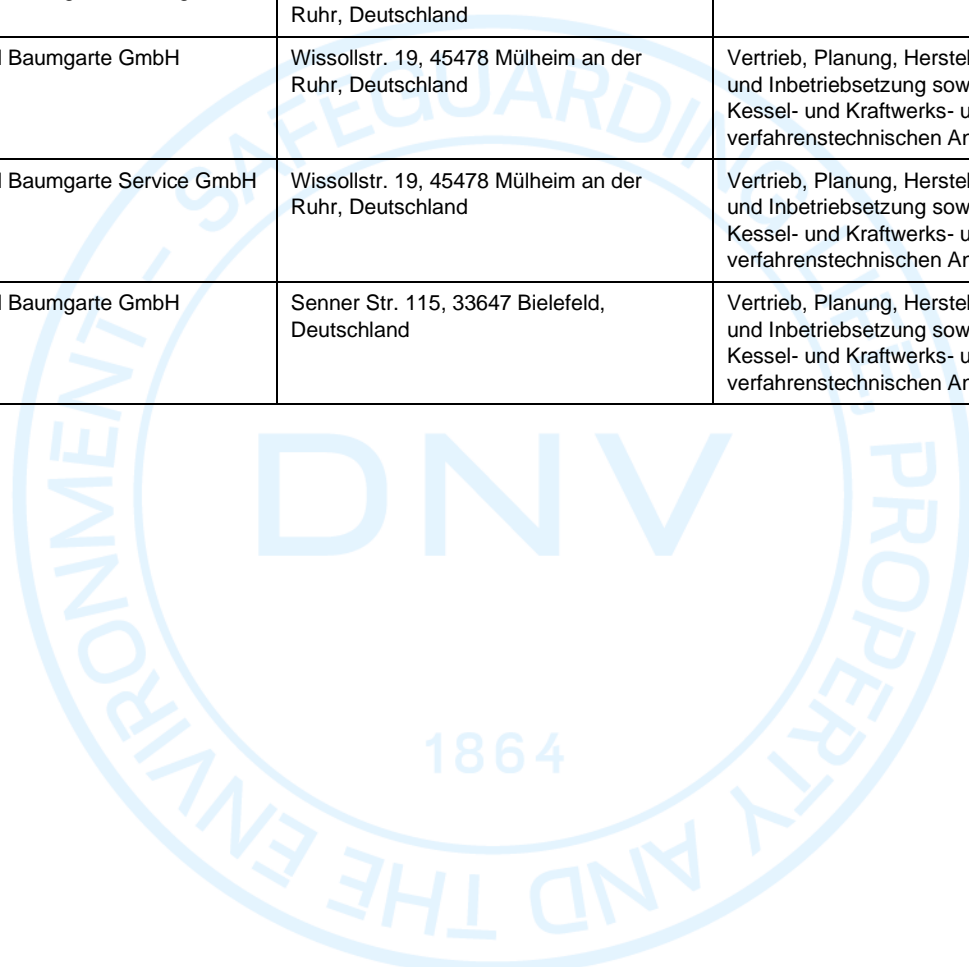 Ruhr, Deutschland
Baumgarte GmbH
Wissollstr. 19, 45478 Mülheim an der
Ruhr, Deutschland
Vertrieb, Planung, Herstel
und Inbetriebsetzung sow
Kessel- und Kraftwerks- u
verfahrenstechnischen An
Baumgarte Service GmbH
Wissollstr. 19, 45478 Mülheim an der
Ruhr, Deutschland
Vertrieb, Planung, Herstel
und Inbetriebsetzung sow
Kessel- und Kraftwerks- u
verfahrenstechnischen An
Baumgarte GmbH
Senner Str. 115, 33647 Bielefeld,
Deutschland
Vertrieb, Planung, Herstel
und Inbetriebsetzung sow
Kessel- und Kraftwerks- u
verfahrenstechnischen An
SAFEGUARDING LIFE, PROPERTY AND THE ENVIRONMENT –
DNV
1864